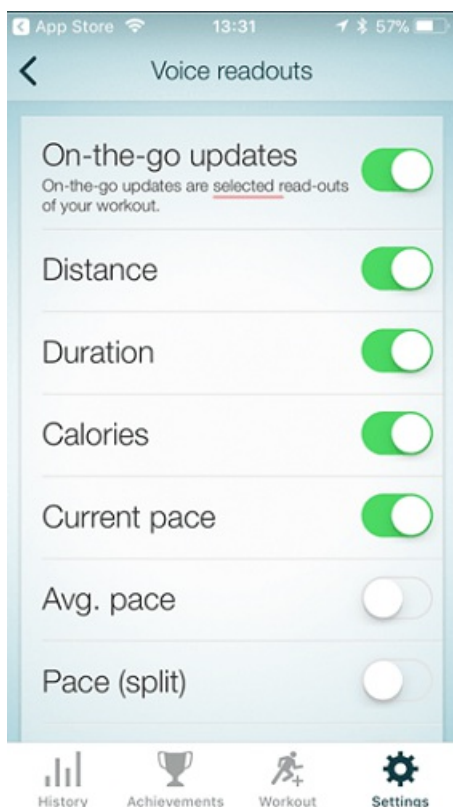 App Store 13:31 57%
Voice readouts
On-the-go updates
On-the-go updates are selected read-outs
of your workout.
Distance
Duration
Calories
Current pace
Avg. pace
Pace (split)
History Achievements Workout Settings